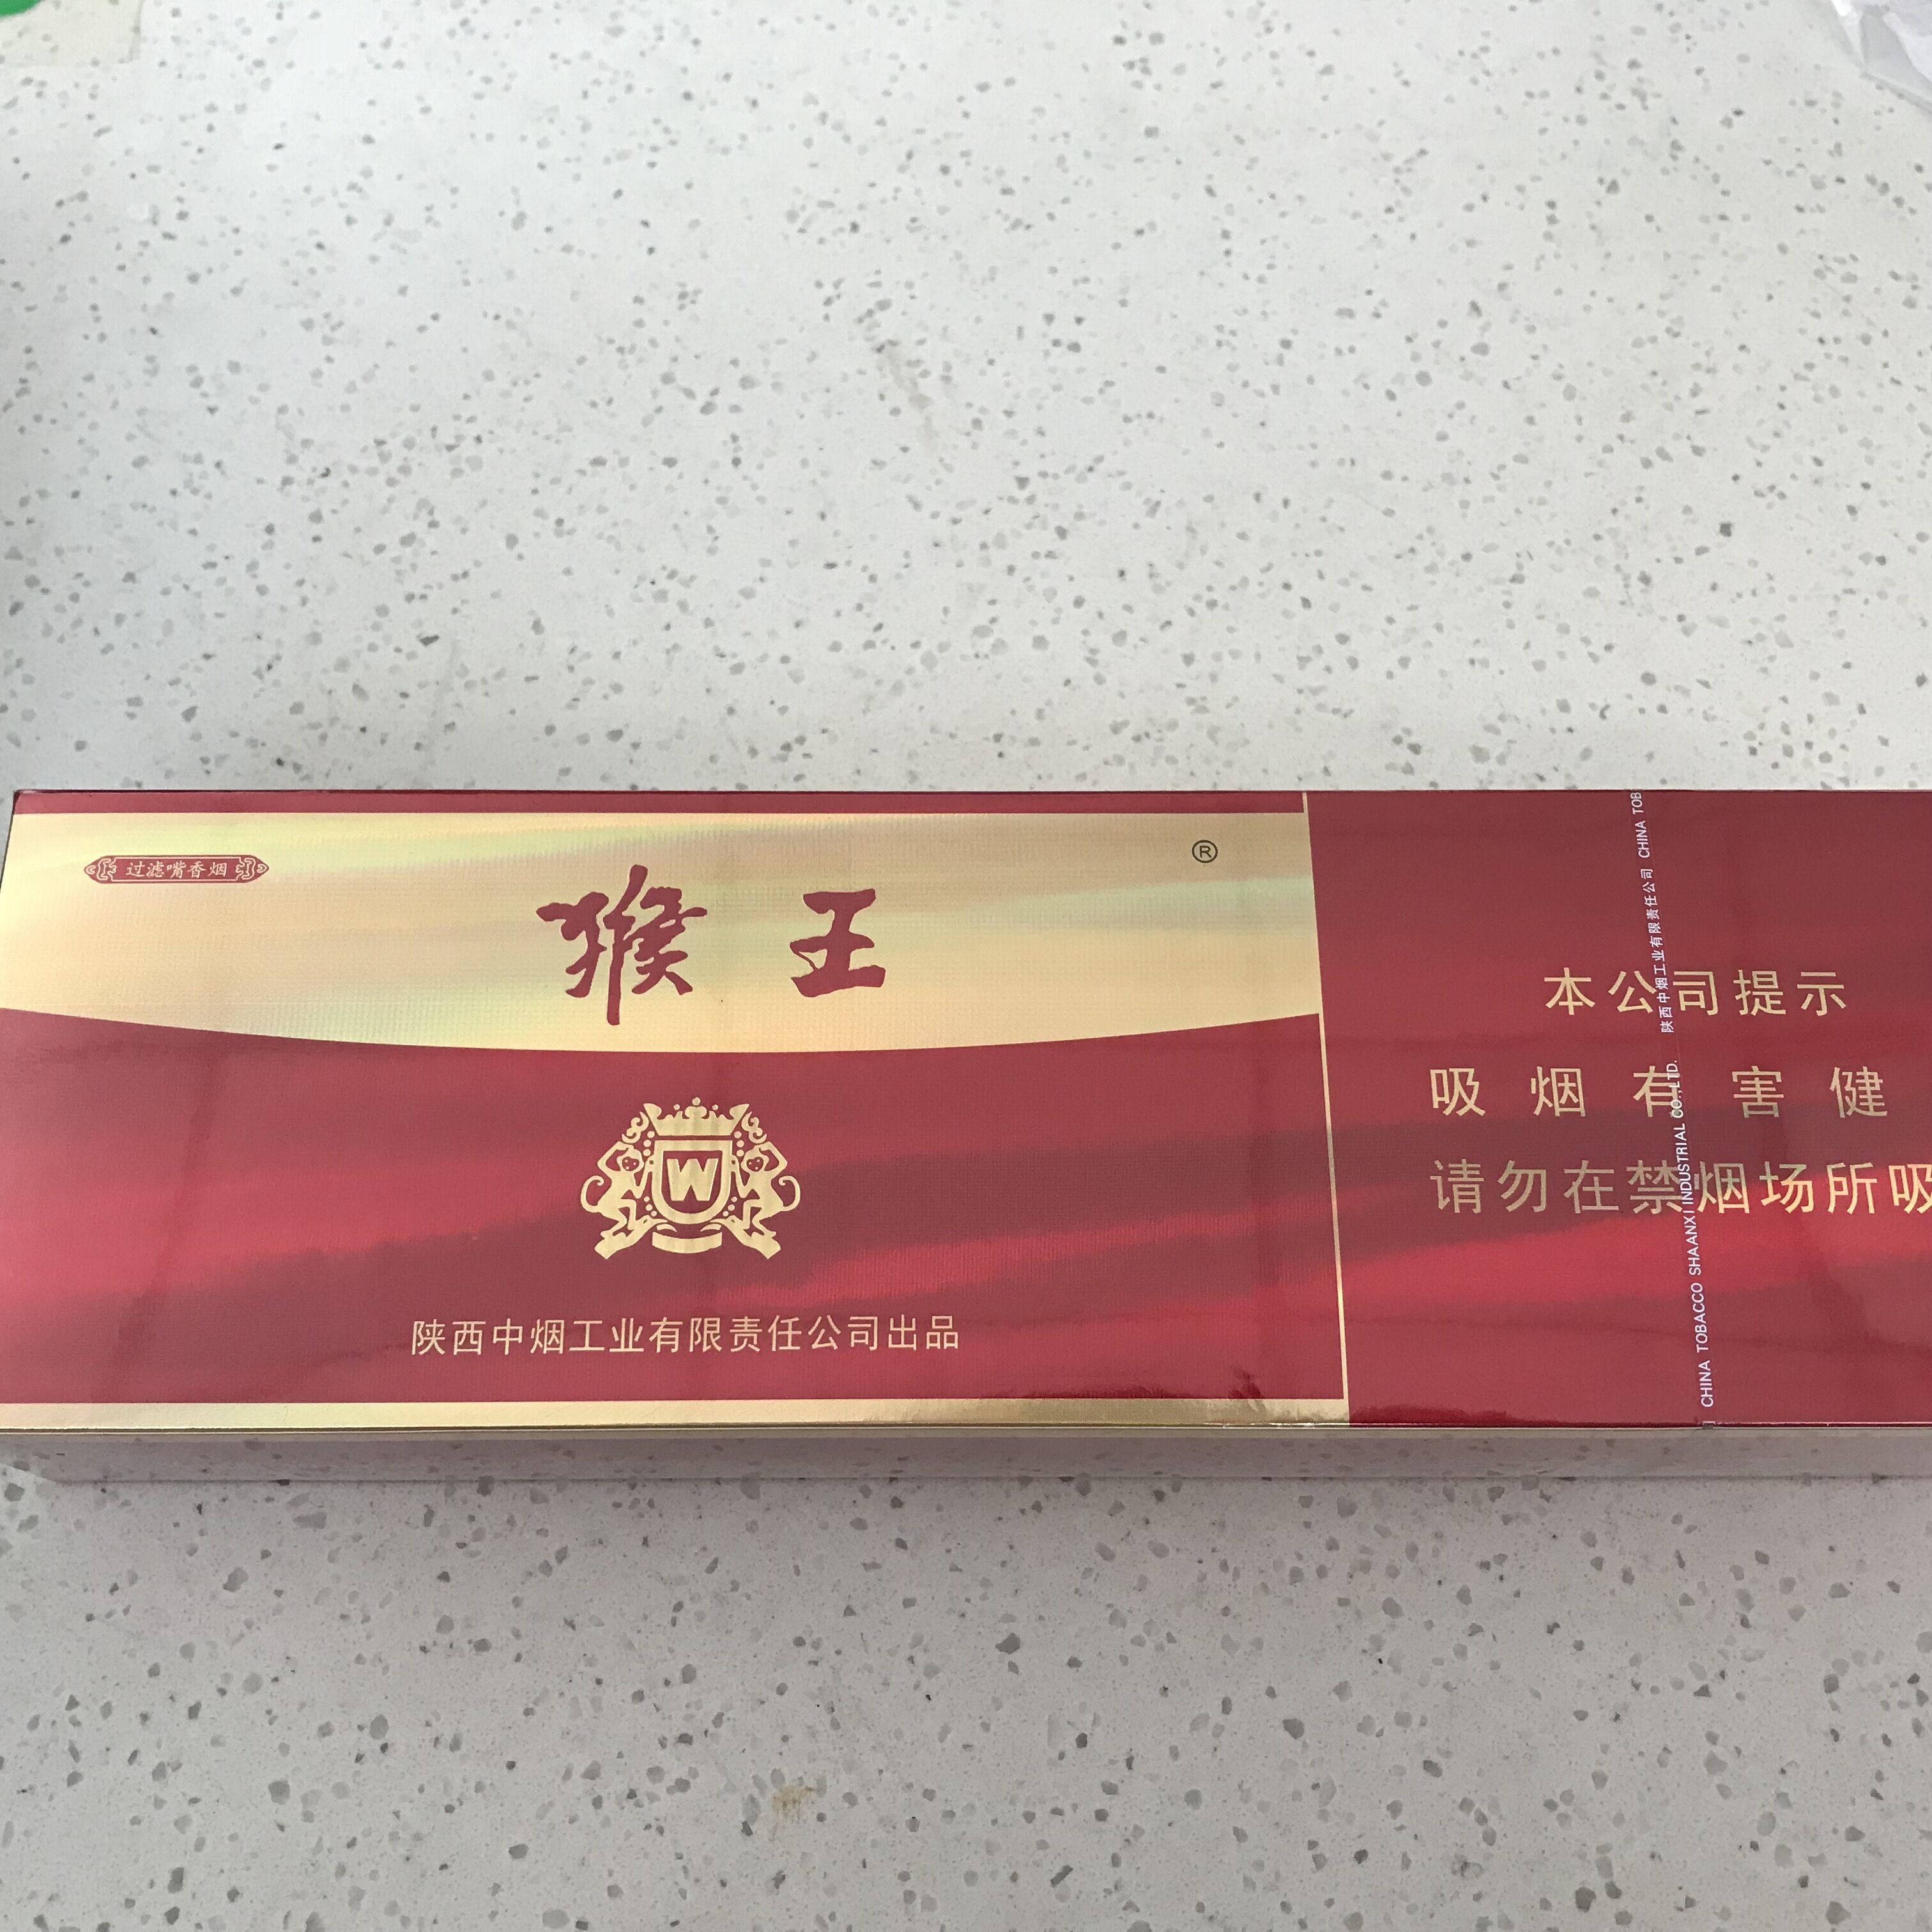 过滤嘴香烟
猴王
®
W
陕西中烟工业有限责任公司出品
本公司提示
吸烟有害健
请勿在禁烟场所吸
CHINA TOBACCO SHAANXI INDUSTRIAL CO.,LTD. 陕西中烟工业有限责任公司 CHINA TOB